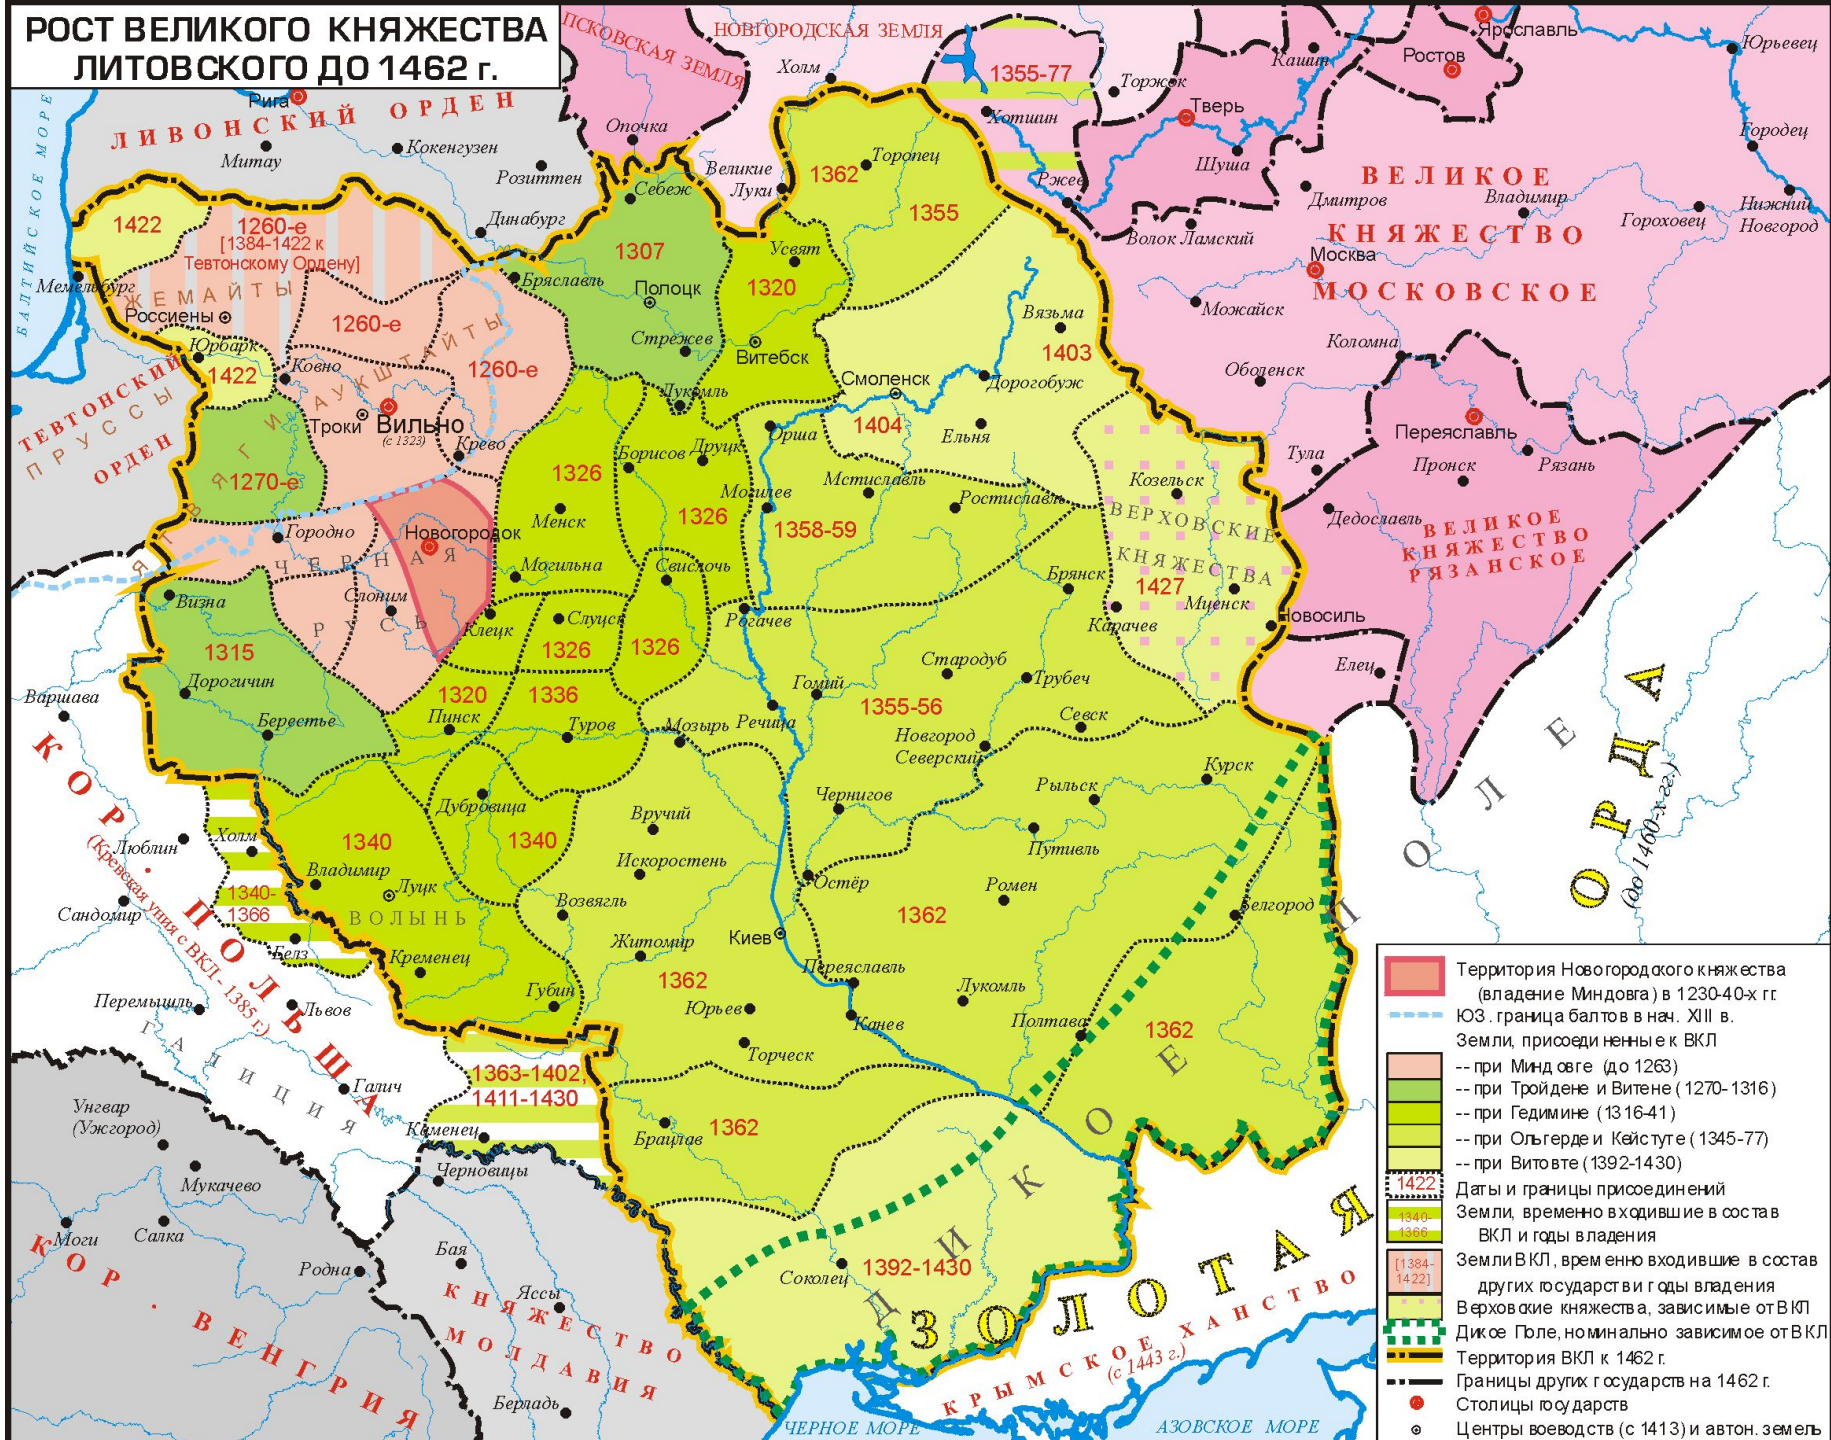 РОСТ ВЕЛИКОГО КНЯЖЕСТВА
ЛИТОВСКОГО ДО 1462 г.
ПСКОВСКАЯ ЗЕМЛЯ
НОВГОРОДСКАЯ ЗЕМЛЯ
Холм
1355-77
Торжок
Хотшин
Кашин
Ярославль
Ростов
Юрьевец
Тверь
Шуша
Городец
Рига
ЛИВОНСКИЙ ОРДЕН
Митау
Кокенгузен
Розиттен
Динабург
Опочка
Себеж
Великие
Луки
1362
Торопец
1355
Ржев
Волок Ламский
Дмитров
ВЕЛИКОЕ
КНЯЖЕСТВО
МОСКОВСКОЕ
Владимир
Гороховец
Нижний
Новгород
Москва
Можайск
Коломна
Оболенск
БАЛТИЙСКОЕ МОРЕ
1422
1260-е
[1384-1422 к
Тевтонскому Ордену]
ЖЕМАЙТЫ
Мемельбург
Россиены
1260-е
Юрбарк
1422
Ковно
АУКШТАЙТЫ
1260-е
Бряславль
1307
Полоцк
Стрежев
Усвят
1320
Витебск
Лукомль
Вязьма
1403
Дорогобуж
Смоленск
1404
Ельня
ТЕВТОНСКИЙ
ОРДЕН
ПРУССЫ
ЯТВЯГИ
1270-е
Троки
Вильно
(с 1323)
Крево
Борисов
Друцк
Орша
Могилев
1326
Менск
1326
Мстиславль
Ростиславль
1358-59
Козельск
ВЕРХОВСКИЕ
КНЯЖЕСТВА
1427
Мценск
Карачев
Брянск
Новосиль
Тула
Дедославль
Переяславль
Пронск
Рязань
ВЕЛИКОЕ
КНЯЖЕСТВО
РЯЗАНСКОЕ
Елец
Городно
Новогородок
ЧЕРНАЯ
РУСЬ
Слоним
Могильна
Свислочь
Клецк
Слуцк
1326
1326
Рогачев
Визна
1315
Дорогичин
Берестье
1320
Пинск
1336
Туров
Мозырь
Речица
Гомий
Стародуб
Трубеч
1355-56
Новгород
Северский
Севск
Курск
Рыльск
Варшава
КОР. ПОЛЬША
(Кревская уния с ВКЛ - 1385 г.)
Люблин
Холм
1340-
1366
Белз
Сандомир
Перемышль
Львов
ГАЛИЦИЯ
Галич
1340
Владимир
Луцк
ВОЛЫНЬ
Кременец
Дубровица
1340
Губин
Возвягль
Вручий
Искоростень
Житомир
Киев
1362
Юрьев
Торческ
Чернигов
Путивль
Остёр
Ромен
1362
Белгород
Переяславль
Канев
Лукомль
Полтава
1362
ДИКОЕ ПОЛЕ
ЗОЛОТАЯ ОРДА
(до 1460-х гг.)
1363-1402,
1411-1430
Каменец
Черновицы
Брацлав
1362
Соколец
1392-1430
Унгвар
(Ужгород)
Мукачево
Моги
Салка
Родна
КОР. ВЕНГРИЯ
Бая
Яссы
Берладь
КНЯЖЕСТВО
МОЛДАВИЯ
КРЫМСКОЕ ХАНСТВО
(с 1443 г.)
ЧЕРНОЕ МОРЕ
АЗОВСКОЕ МОРЕ
Территория Новогородского княжества
(владение Миндовга) в 1230-40-х гг.
ЮЗ. граница балтов в нач. XIII в.
Земли, присоединенные к ВКЛ
-- при Миндовге (до 1263)
-- при Тройдене и Витене (1270-1316)
-- при Гедимине (1316-41)
-- при Ольгерде и Кейстуте (1345-77)
-- при Витовте (1392-1430)
1422
Даты и границы присоединений
1340-
1366
Земли, временно входившие в состав
ВКЛ и годы владения
[1384-
1422]
Земли ВКЛ, временно входившие в состав
других государств и годы владения
Верховские княжества, зависимые от ВКЛ
Дикое Поле, номинально зависимое от ВКЛ
Территория ВКЛ к 1462 г.
Границы других государств на 1462 г.
Столицы государств
Центры воеводств (с 1413) и автон. земель